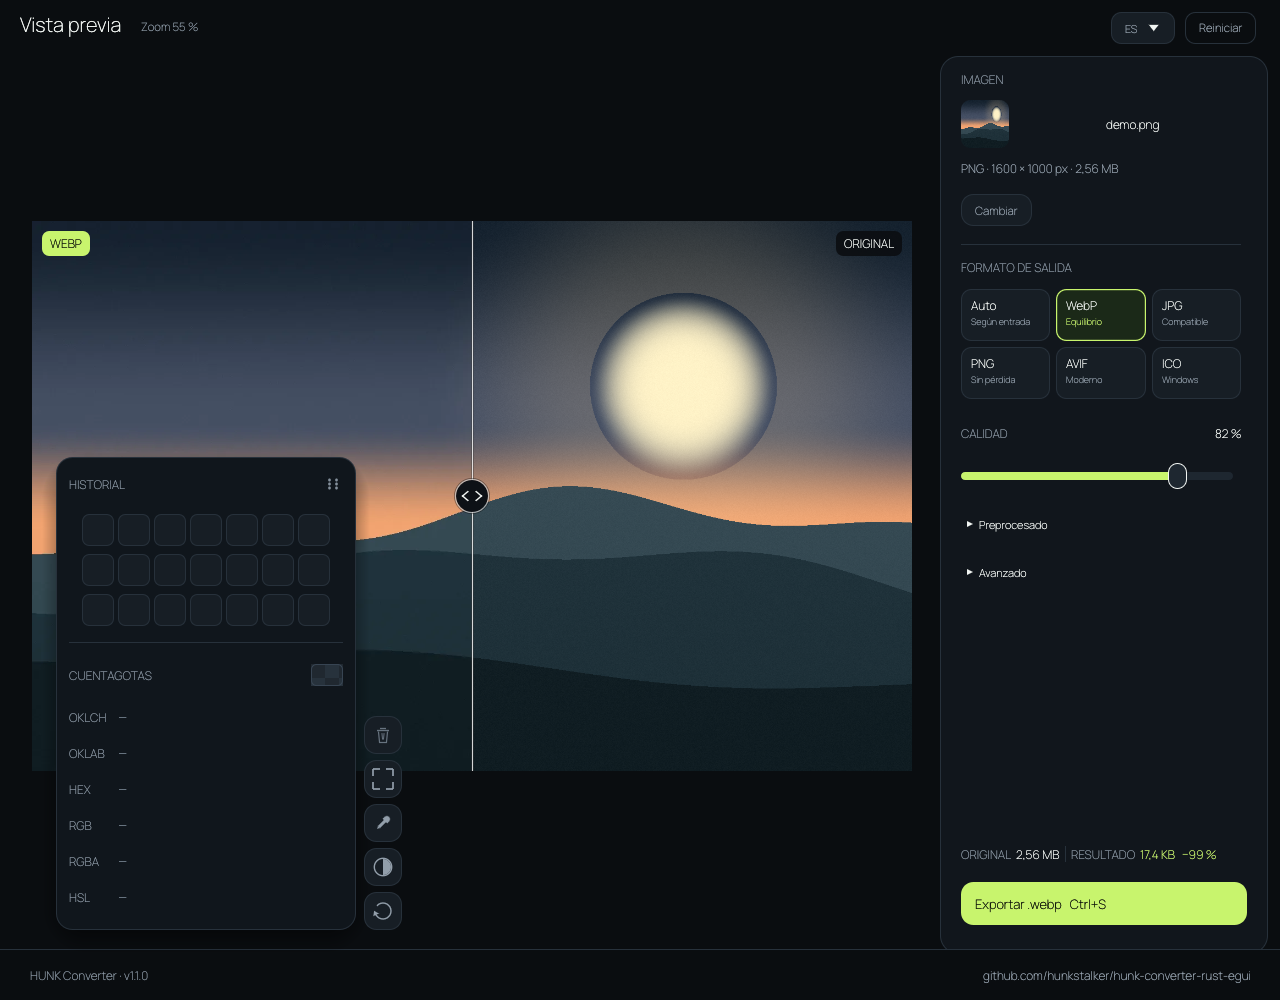 Vista previa
Zoom 55 %
ES
Reiniciar
IMAGEN
demo.png
PNG · 1600 × 1000 px · 2,56 MB
Cambiar
FORMATO DE SALIDA
Auto
Según entrada
WebP
Equilibrio
JPG
Compatible
PNG
Sin pérdida
AVIF
Moderno
ICO
Windows
CALIDAD
82 %
Preprocesado
Avanzado
ORIGINAL 2,56 MB RESULTADO 17,4 KB −99 %
Exportar .webp Ctrl+S
WEBP
ORIGINAL
HISTORIAL
CUENTAGOTAS
OKLCH —
OKLAB —
HEX —
RGB —
RGBA —
HSL —
HUNK Converter · v1.1.0
github.com/hunkstalker/hunk-converter-rust-egui